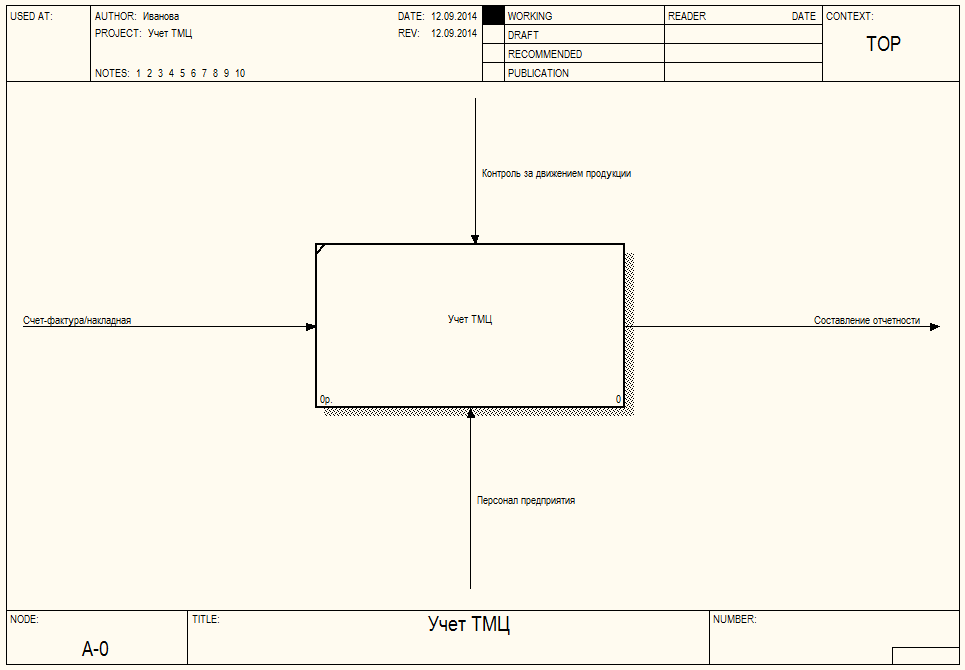 USED AT:
AUTHOR: Иванова
DATE: 12.09.2014
WORKING
READER
DATE
CONTEXT:
PROJECT: Учет ТМЦ
REV: 12.09.2014
DRAFT
TOP
RECOMMENDED
NOTES: 1 2 3 4 5 6 7 8 9 10
PUBLICATION
Контроль за движением продукции
Счет-фактура/накладная
Учет ТМЦ
Составление отчетности
0р.
0
Персонал предприятия
NODE:
TITLE:
Учет ТМЦ
NUMBER:
A-0